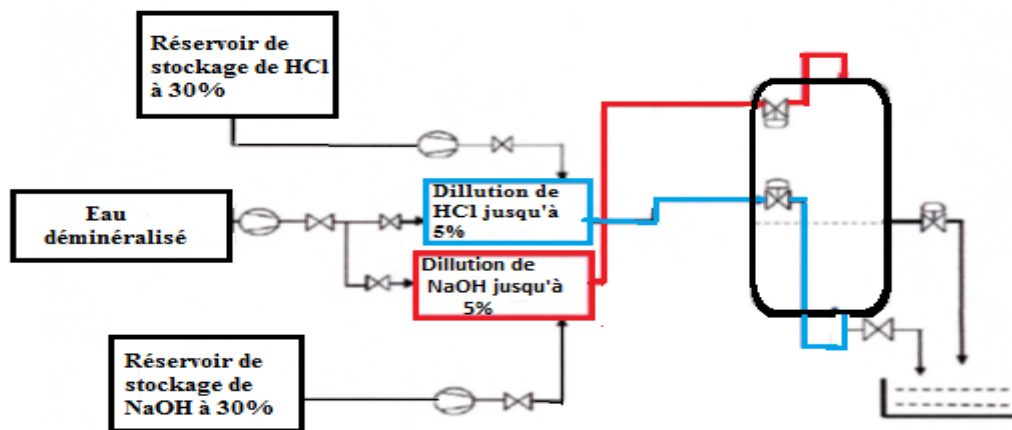 Réservoir de
stockage de HCl
à 30%
Eau
déminéralisé
Dillution de
HCl jusqu'à
5%
Dillution de
NaOH jusqu'à
5%
Réservoir de
stockage de
NaOH à 30%